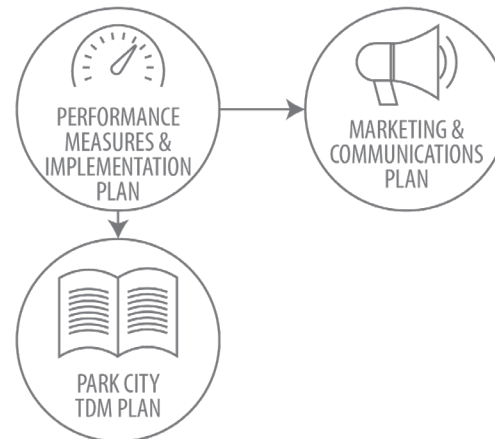 PERFORMANCE
MEASURES &
IMPLEMENTATION
PLAN
MARKETING &
COMMUNICATIONS
PLAN
PARK CITY
TDM PLAN